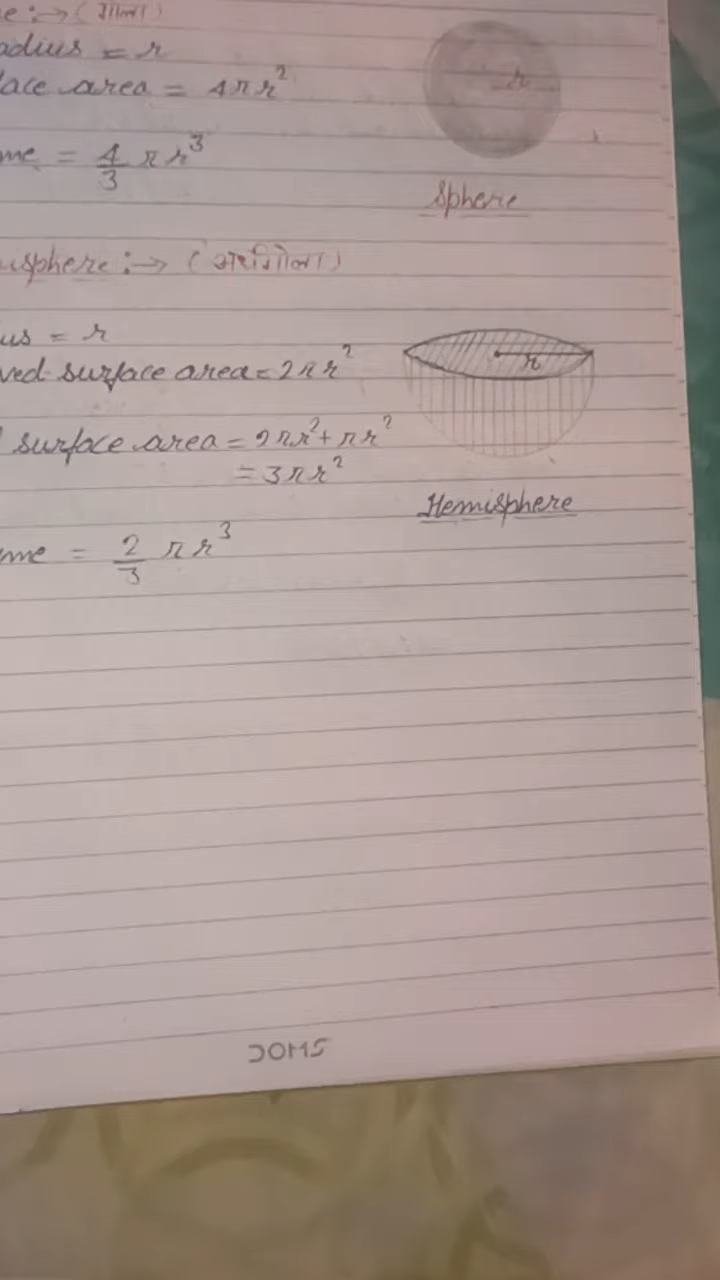 e:→(गोला)
adius = r
r
face area = 4πr²
me = 4/3 πr³
Sphere
isphere:→ (अर्धगोला)
us = r
ved surface area = 2πr²
r
surface area = 2πr² + πr²
= 3πr²
Hemisphere
me = 2/3 πr³
DOMS